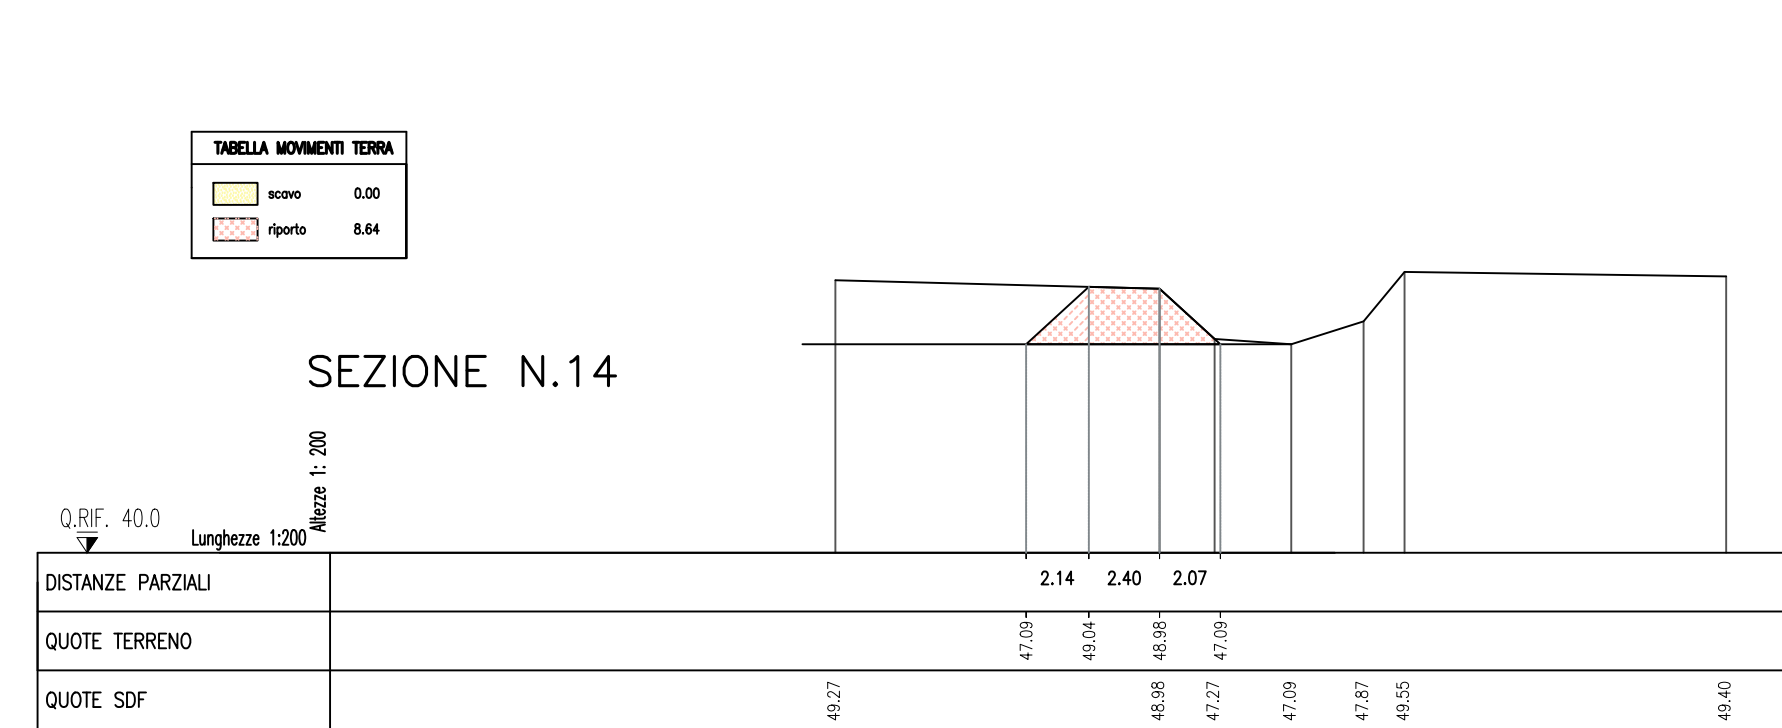 TABELLA MOVIMENTI TERRA
scavo 0.00
riporto 8.64
SEZIONE N.14
Altezze 1: 200
Q.RIF. 40.0
Lunghezze 1:200
DISTANZE PARZIALI 2.14 2.40 2.07
QUOTE TERRENO 47.09 49.04 48.98 47.09
QUOTE SDF 49.27 48.98 47.27 47.09 47.87 49.55 49.40